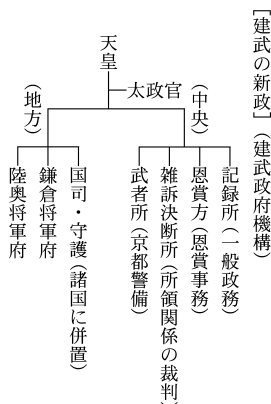 ［建武の新政］（建武政府機構）
天皇
太政官
（中央）
記録所（一般政務）
恩賞方（恩賞事務）
雑訴決断所（所領関係の裁判）
武者所（京都警備）
（地方）
国司・守護（諸国に併置）
鎌倉将軍府
陸奥将軍府